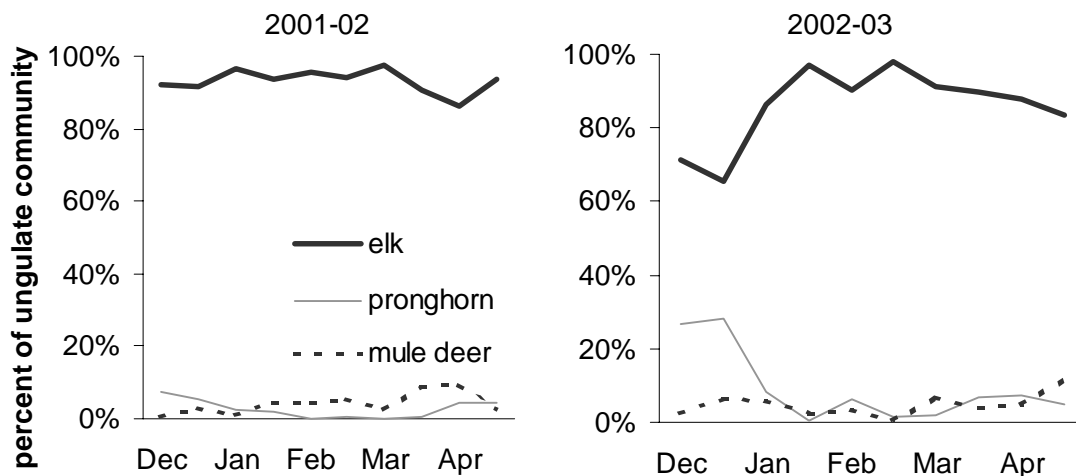 2001-02
2002-03
percent of ungulate community
100%
80%
60%
40%
20%
0%
elk
pronghorn
mule deer
Dec Jan Feb Mar Apr
100%
80%
60%
40%
20%
0%
Dec Jan Feb Mar Apr